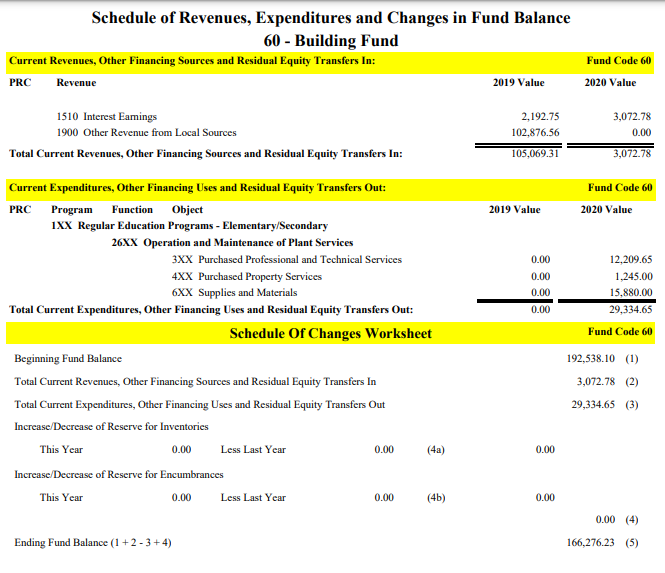 Schedule of Revenues, Expenditures and Changes in Fund Balance
60 - Building Fund
Current Revenues, Other Financing Sources and Residual Equity Transfers In: Fund Code 60
PRC Revenue 2019 Value 2020 Value
1510 Interest Earnings 2,192.75 3,072.78
1900 Other Revenue from Local Sources 102,876.56 0.00
Total Current Revenues, Other Financing Sources and Residual Equity Transfers In: 105,069.31 3,072.78
Current Expenditures, Other Financing Uses and Residual Equity Transfers Out: Fund Code 60
PRC Program Function Object 2019 Value 2020 Value
1XX Regular Education Programs - Elementary/Secondary
26XX Operation and Maintenance of Plant Services
3XX Purchased Professional and Technical Services 0.00 12,209.65
4XX Purchased Property Services 0.00 1,245.00
6XX Supplies and Materials 0.00 15,880.00
Total Current Expenditures, Other Financing Uses and Residual Equity Transfers Out: 0.00 29,334.65
Schedule Of Changes Worksheet Fund Code 60
Beginning Fund Balance 192,538.10 (1)
Total Current Revenues, Other Financing Sources and Residual Equity Transfers In 3,072.78 (2)
Total Current Expenditures, Other Financing Uses and Residual Equity Transfers Out 29,334.65 (3)
Increase/Decrease of Reserve for Inventories
This Year 0.00 Less Last Year 0.00 (4a) 0.00
Increase/Decrease of Reserve for Encumbrances
This Year 0.00 Less Last Year 0.00 (4b) 0.00
0.00 (4)
Ending Fund Balance (1 + 2 - 3 + 4) 166,276.23 (5)